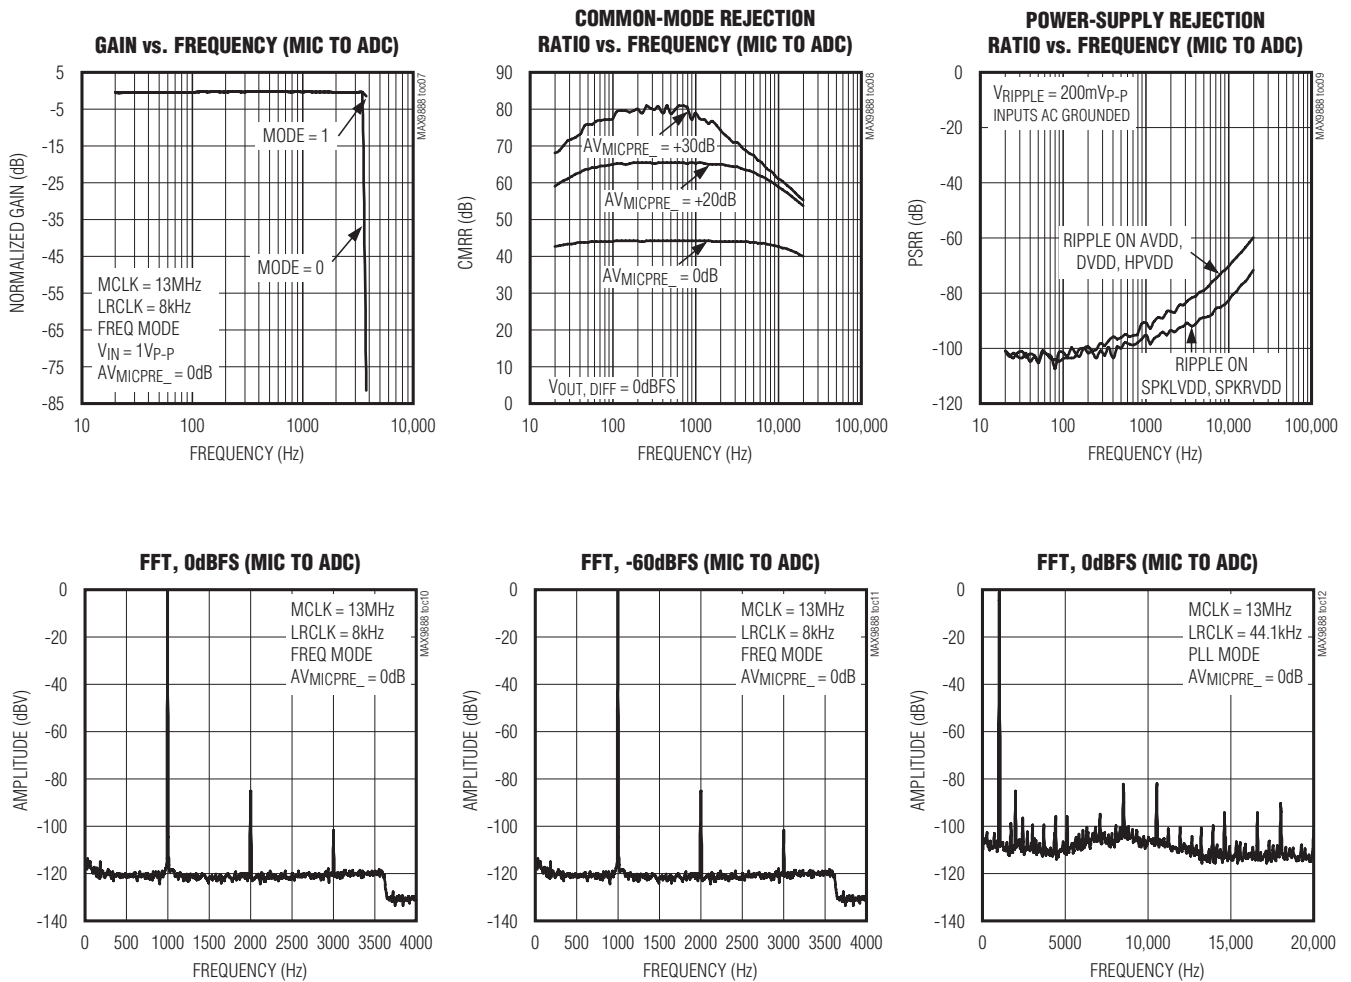 GAIN vs. FREQUENCY (MIC TO ADC)
5
-5
-15
-25
-35
-45
-55
-65
-75
-85
NORMALIZED GAIN (dB)
MAX9888 toc07
MODE = 1
MODE = 0
MCLK = 13MHz
LRCLK = 8kHz
FREQ MODE
VIN = 1VP-P
AVMICPRE_ = 0dB
10 100 1000 10,000
FREQUENCY (Hz)
COMMON-MODE REJECTION
RATIO vs. FREQUENCY (MIC TO ADC)
90
80
70
60
50
40
30
20
10
0
CMRR (dB)
MAX9888 toc08
AVMICPRE_ = +30dB
AVMICPRE_ = +20dB
AVMICPRE_ = 0dB
VOUT, DIFF = 0dBFS
10 100 1000 10,000 100,000
FREQUENCY (Hz)
POWER-SUPPLY REJECTION
RATIO vs. FREQUENCY (MIC TO ADC)
0
-20
-40
-60
-80
-100
-120
PSRR (dB)
MAX9888 toc09
VRIPPLE = 200mVP-P
INPUTS AC GROUNDED
RIPPLE ON AVDD,
DVDD, HPVDD
RIPPLE ON
SPKLVDD, SPKRVDD
10 100 1000 10,000 100,000
FREQUENCY (Hz)
FFT, 0dBFS (MIC TO ADC)
0
-20
-40
-60
-80
-100
-120
-140
AMPLITUDE (dBV)
MAX9888 toc10
MCLK = 13MHz
LRCLK = 8kHz
FREQ MODE
AVMICPRE_ = 0dB
0 500 1000 1500 2000 2500 3000 3500 4000
FREQUENCY (Hz)
FFT, -60dBFS (MIC TO ADC)
0
-20
-40
-60
-80
-100
-120
-140
AMPLITUDE (dBV)
MAX9888 toc11
MCLK = 13MHz
LRCLK = 8kHz
FREQ MODE
AVMICPRE_ = 0dB
0 500 1000 1500 2000 2500 3000 3500 4000
FREQUENCY (Hz)
FFT, 0dBFS (MIC TO ADC)
0
-20
-40
-60
-80
-100
-120
-140
AMPLITUDE (dBV)
MAX9888 toc12
MCLK = 13MHz
LRCLK = 44.1kHz
PLL MODE
AVMICPRE_ = 0dB
0 5000 10,000 15,000 20,000
FREQUENCY (Hz)